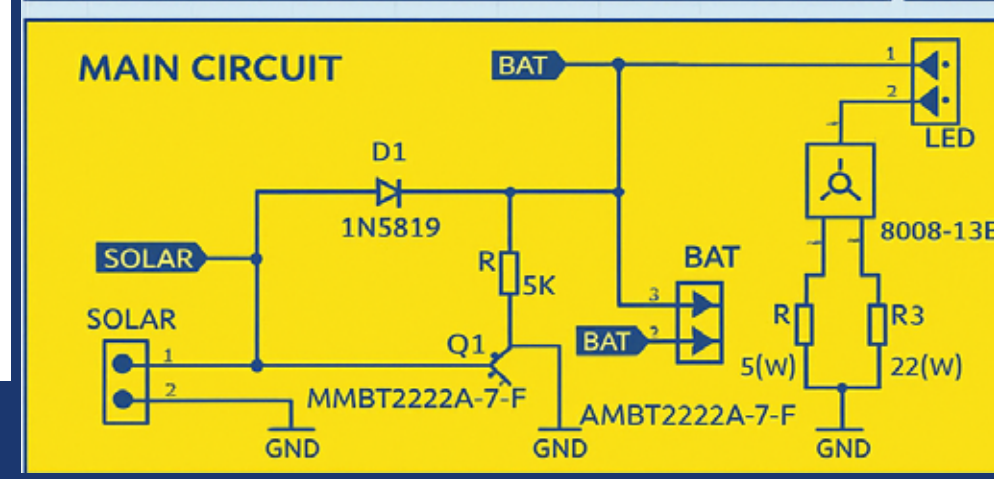 MAIN CIRCUIT
BAT
1
2
LED
D1
1N5819
8008-13E
SOLAR
R
5K
BAT
3
SOLAR
1
2
Q1
BAT
2
R
5(W)
R3
22(W)
MMBT2222A-7-F
AMBT2222A-7-F
GND
GND
GND